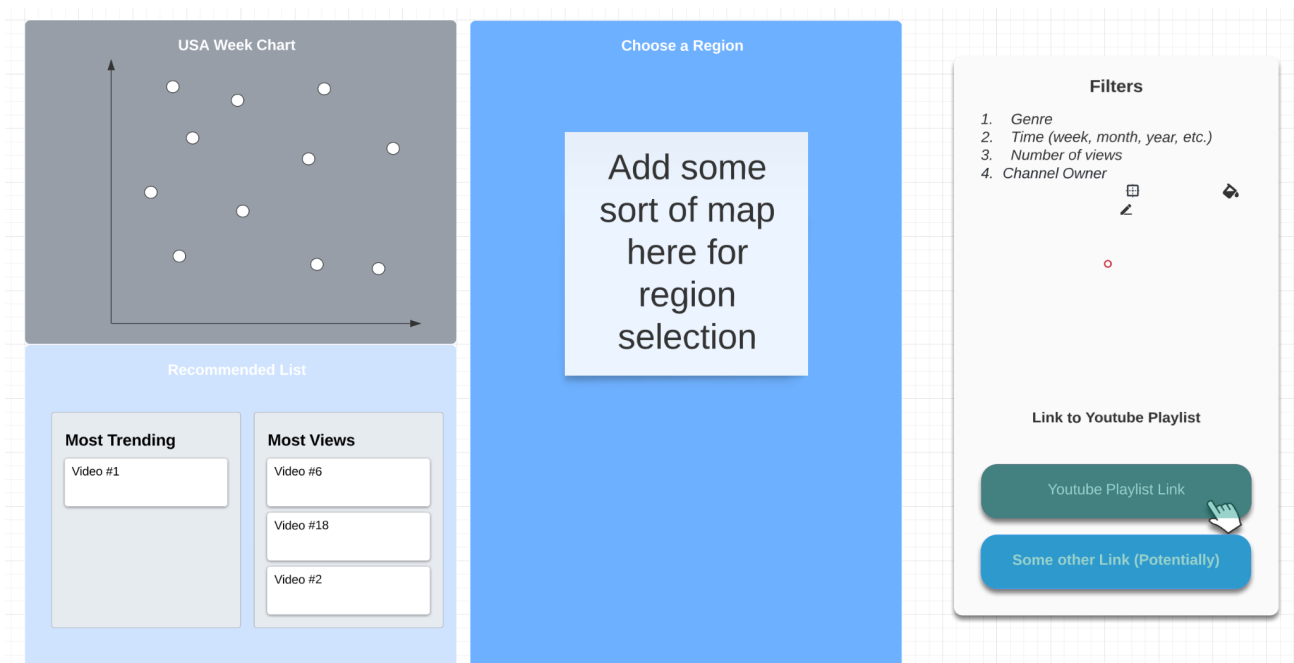 USA Week Chart
Recommended List
Most Trending
Video #1
Most Views
Video #6
Video #18
Video #2
Choose a Region
Add some
sort of map
here for
region
selection
Filters
1. Genre
2. Time (week, month, year, etc.)
3. Number of views
4. Channel Owner
Link to Youtube Playlist
Youtube Playlist Link
Some other Link (Potentially)